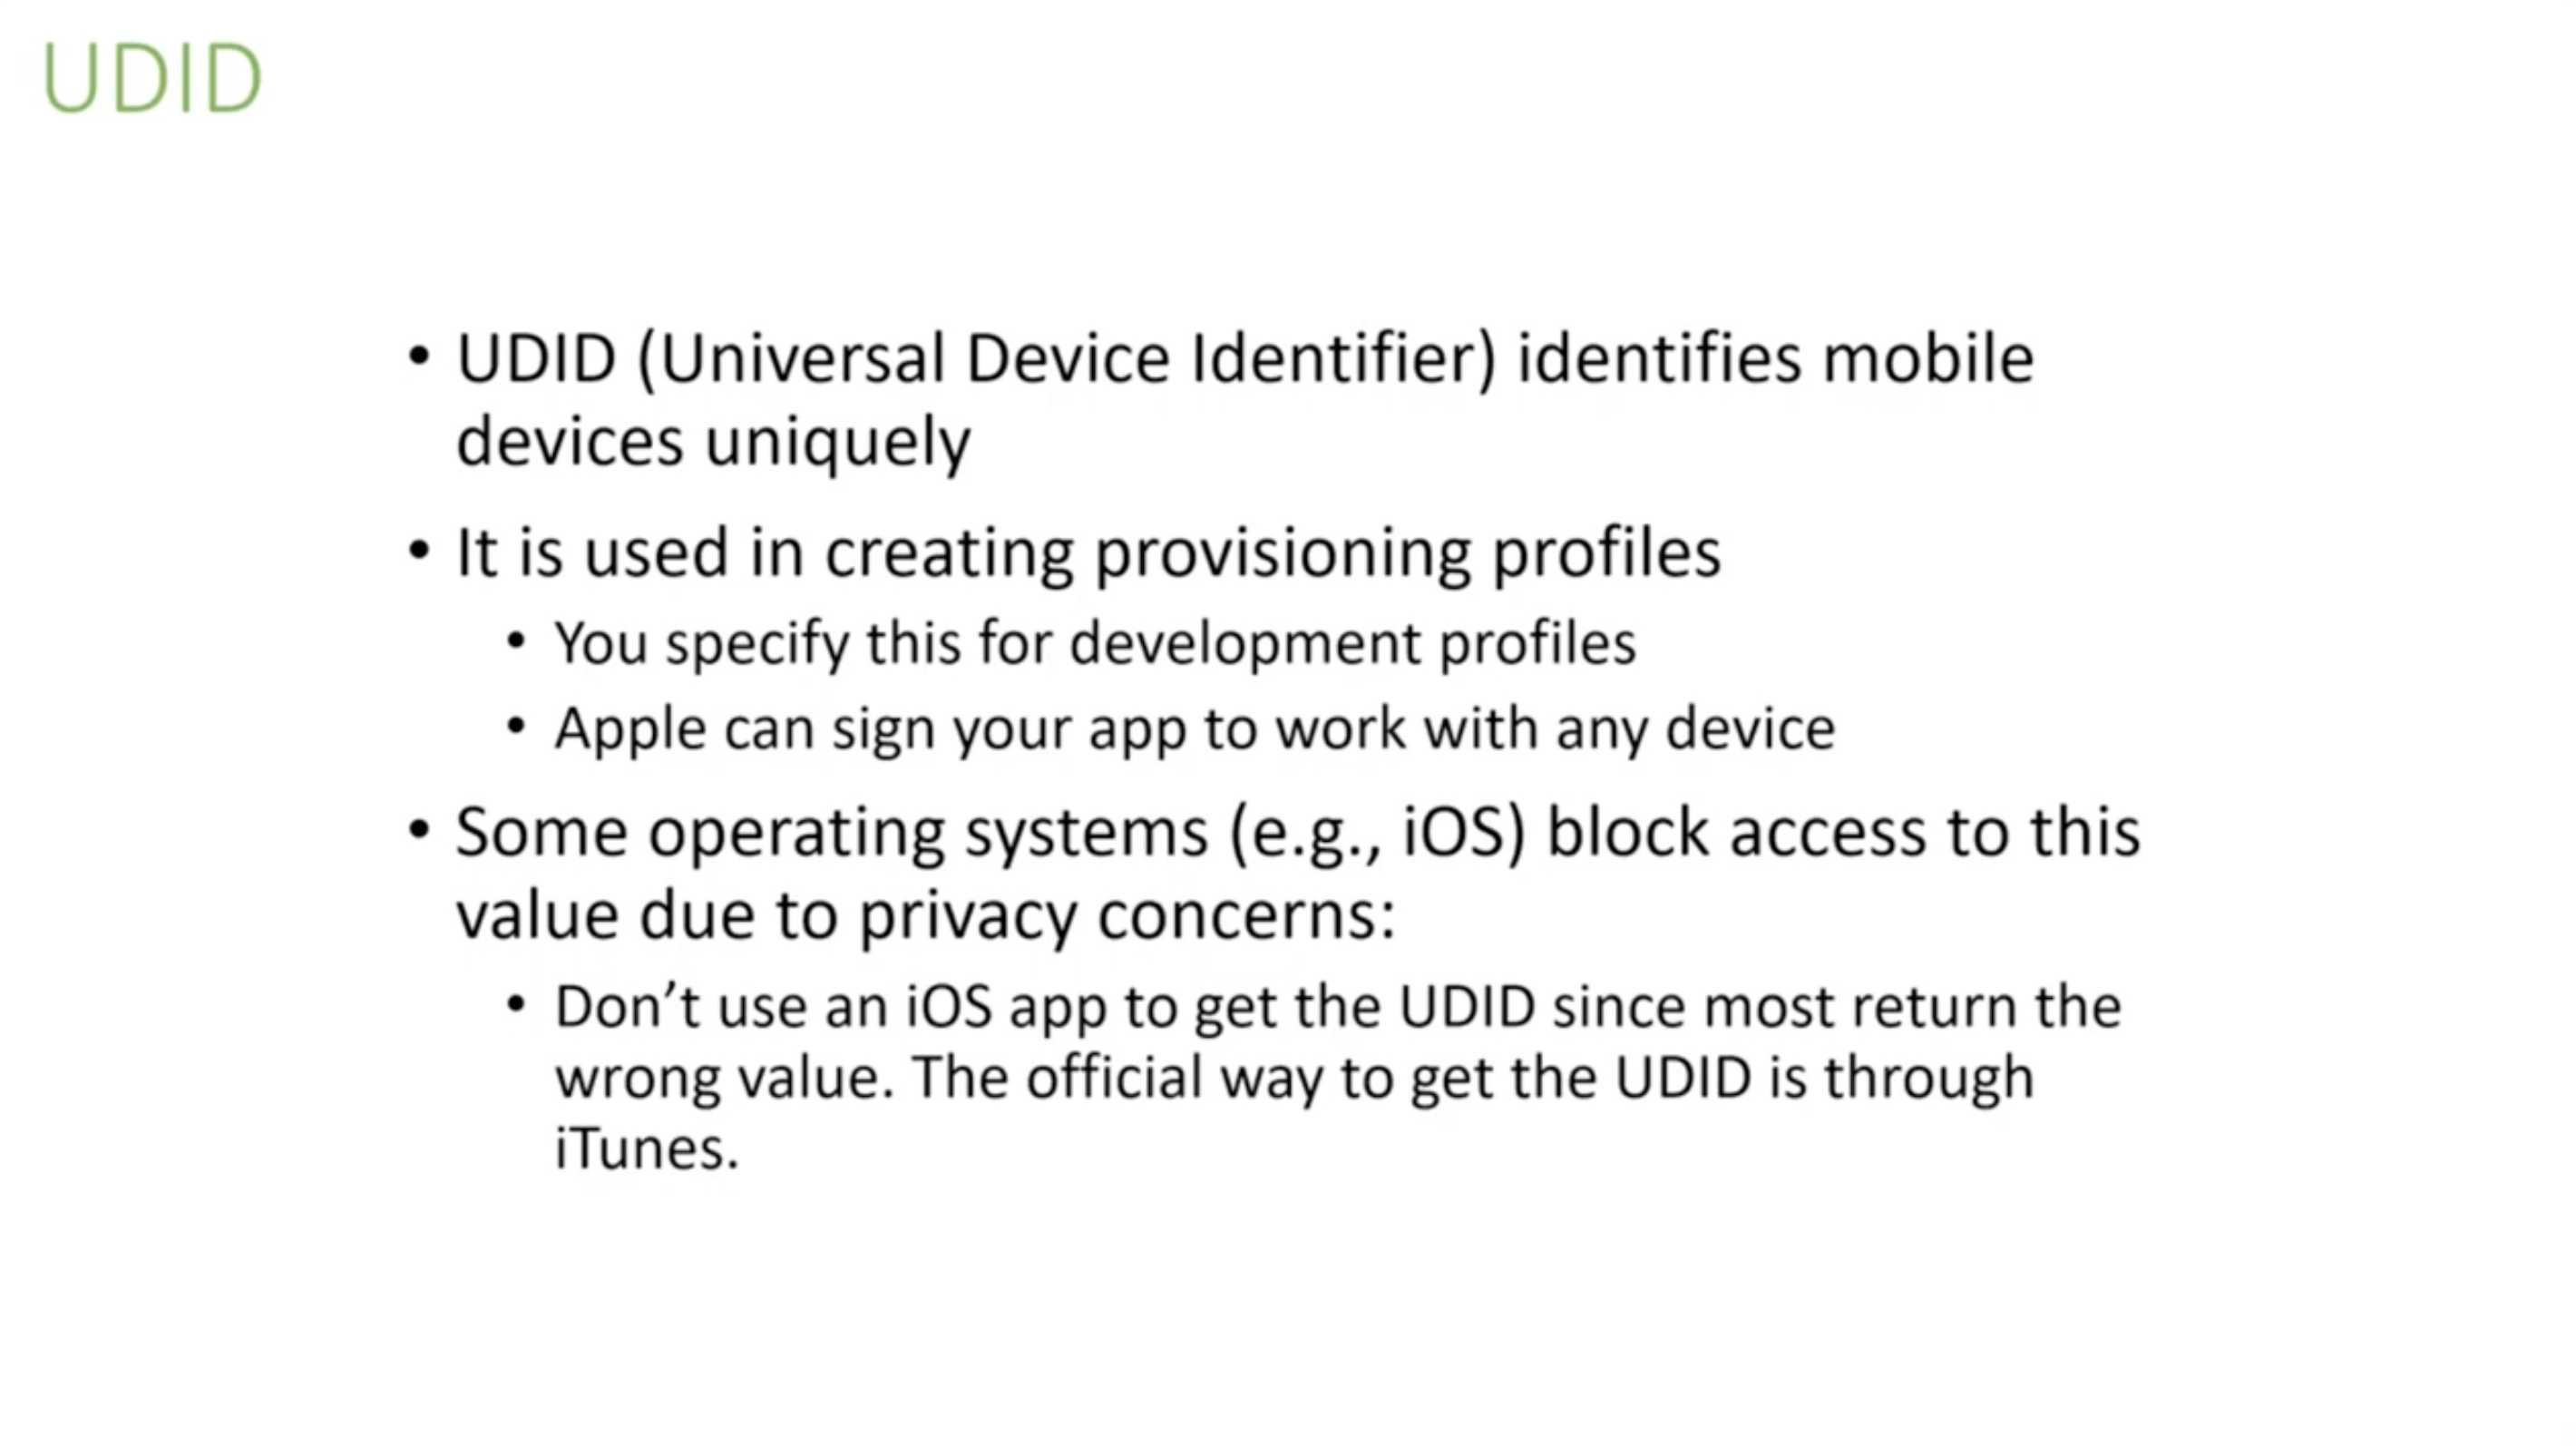 UDID
• UDID (Universal Device Identifier) identifies mobile
devices uniquely
• It is used in creating provisioning profiles
• You specify this for development profiles
• Apple can sign your app to work with any device
• Some operating systems (e.g., iOS) block access to this
value due to privacy concerns:
• Don’t use an iOS app to get the UDID since most return the
wrong value. The official way to get the UDID is through
iTunes.